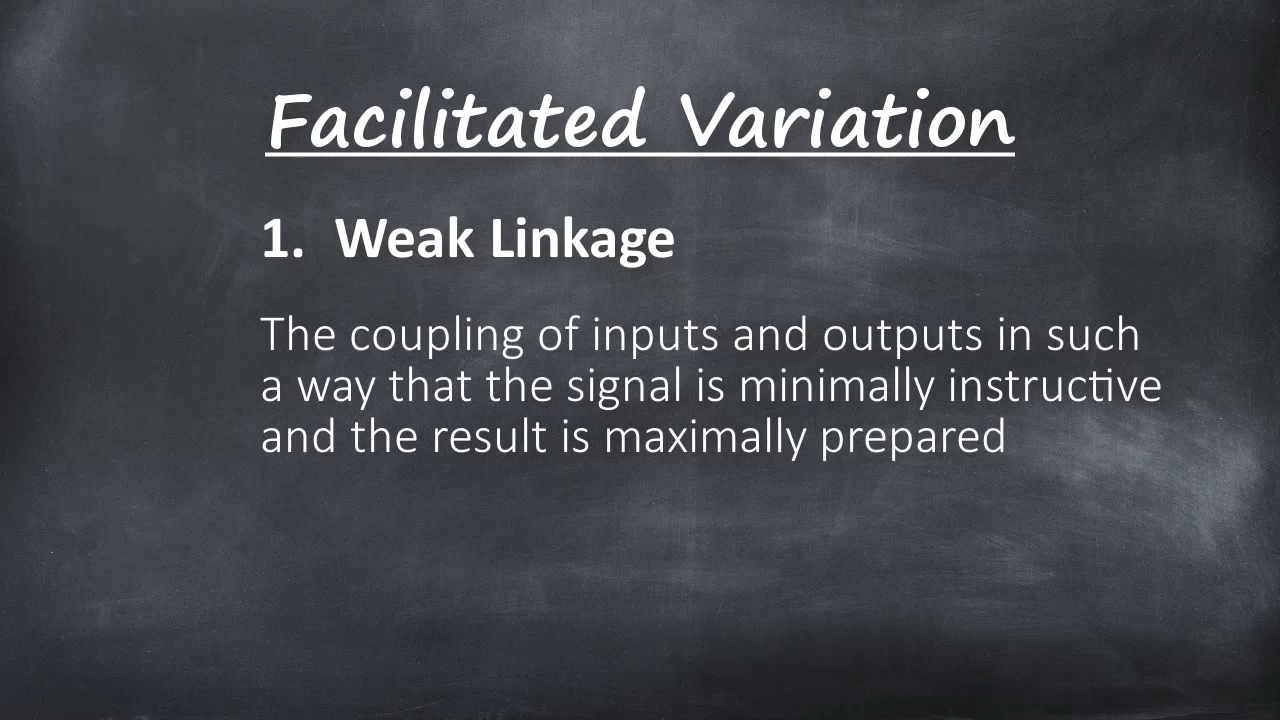 Facilitated Variation
1. Weak Linkage
The coupling of inputs and outputs in such
a way that the signal is minimally instructive
and the result is maximally prepared